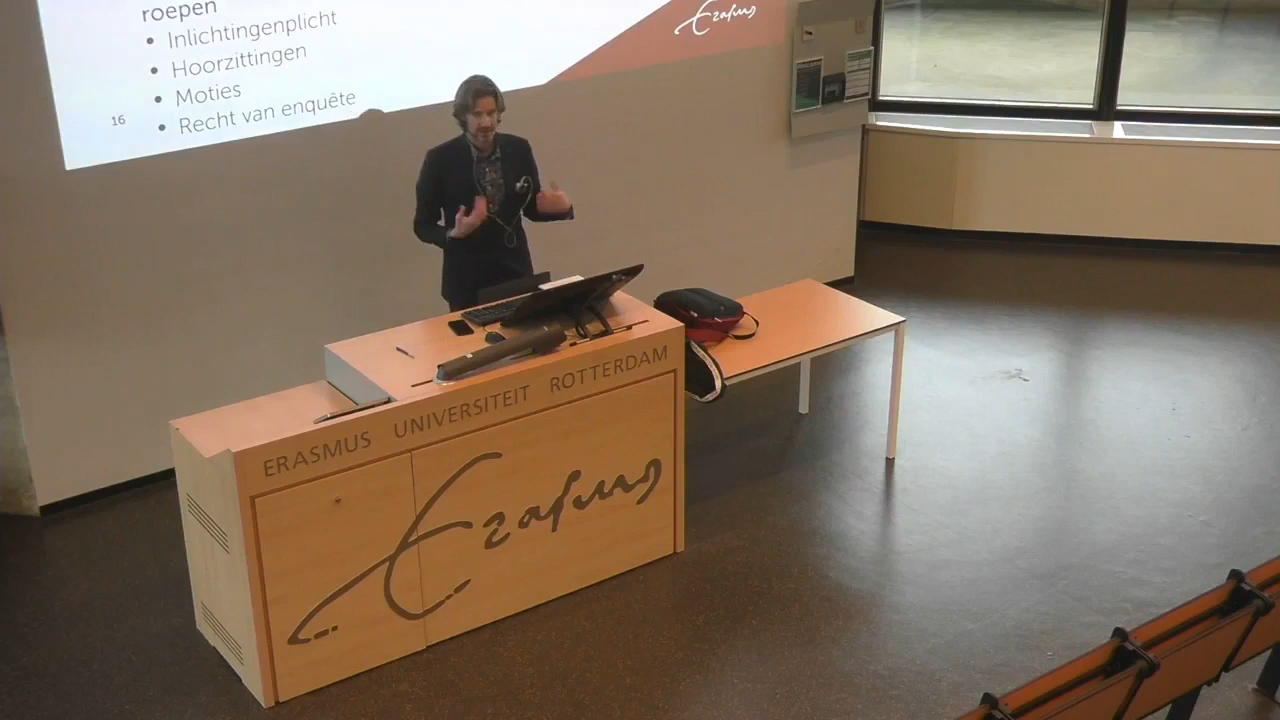 roepen
• Inlichtingenplicht
• Hoorzittingen
• Moties
• Recht van enquête
16
Erasmus
ERASMUS UNIVERSITEIT ROTTERDAM
Erasmus